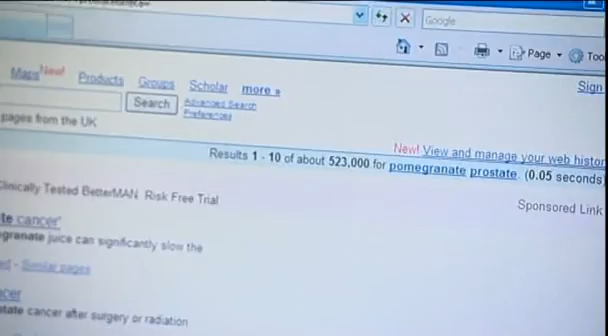 Google
Page
Maps New! Products Groups Scholar more »
Sign
Search
Advanced Search
Preferences
pages from the UK
New! View and manage your web histor
Results 1 - 10 of about 523,000 for pomegranate prostate. (0.05 seconds
Clinically Tested BetterMAN Risk Free Trial
Sponsored Link
te cancer'
granate juice can significantly slow the
ed - Similar pages
ncer
state cancer after surgery or radiation